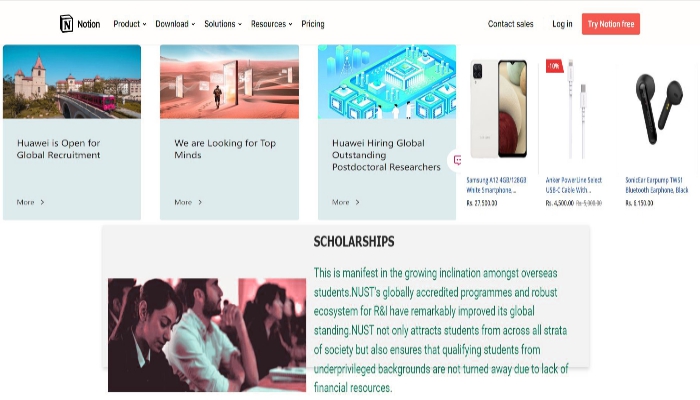 Notion Product Download Solutions Resources Pricing Contact sales Log in Try Notion free
Huawei is Open for
Global Recruitment
More
We are Looking for Top
Minds
More
Huawei Hiring Global
Outstanding
Postdoctoral Researchers
More
-10%
Samsung A12 4GB/128GB
White Smartphone, ...
Rs. 27,500.00
Anker PowerLine Select
USB-C Cable With ...
Rs. 4,500.00 Rs. 5,000.00
SonicEar Earpump TWS1
Bluetooth Earphone, Black
Rs. 6,150.00
SCHOLARSHIPS
This is manifest in the growing inclination amongst overseas
students.NUST's globally accredited programmes and robust
ecosystem for R&I have remarkably improved its global
standing.NUST not only attracts students from across all strata
of society but also ensures that qualifying students from
underprivileged backgrounds are not turned away due to lack of
financial resources.